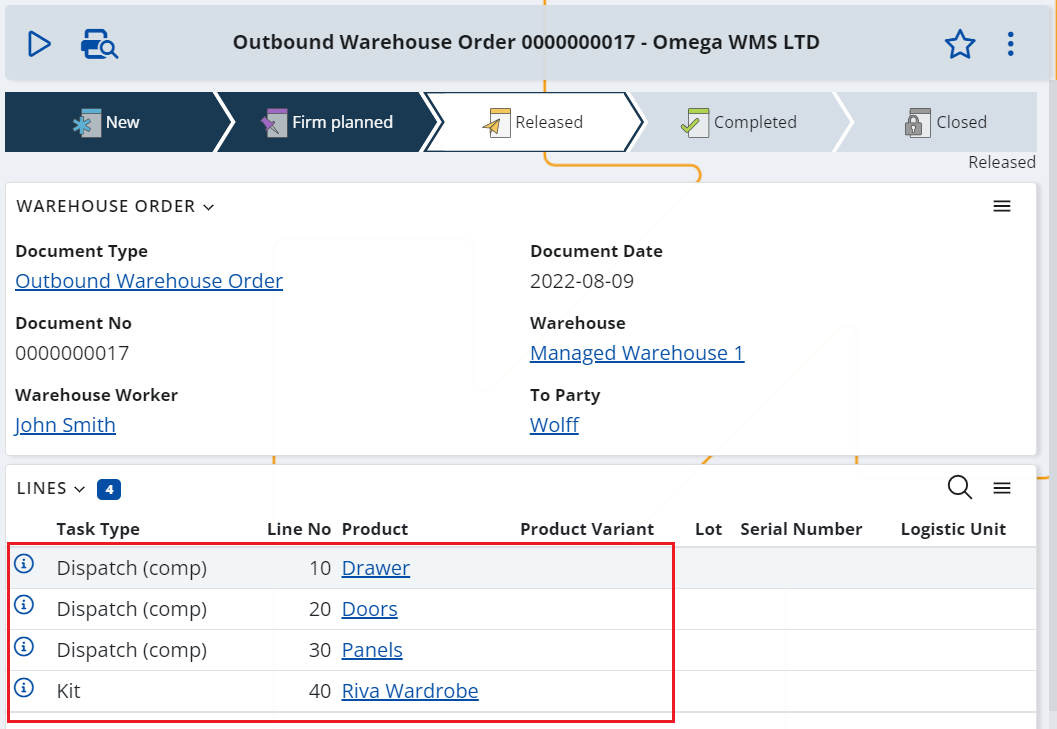 Outbound Warehouse Order 0000000017 - Omega WMS LTD
New
Firm planned
Released
Completed
Closed
Released
WAREHOUSE ORDER
Document Type
Outbound Warehouse Order
Document Date
2022-08-09
Document No
0000000017
Warehouse
Managed Warehouse 1
Warehouse Worker
John Smith
To Party
Wolff
LINES 4
Task Type Line No Product Product Variant Lot Serial Number Logistic Unit
Dispatch (comp) 10 Drawer
Dispatch (comp) 20 Doors
Dispatch (comp) 30 Panels
Kit 40 Riva Wardrobe